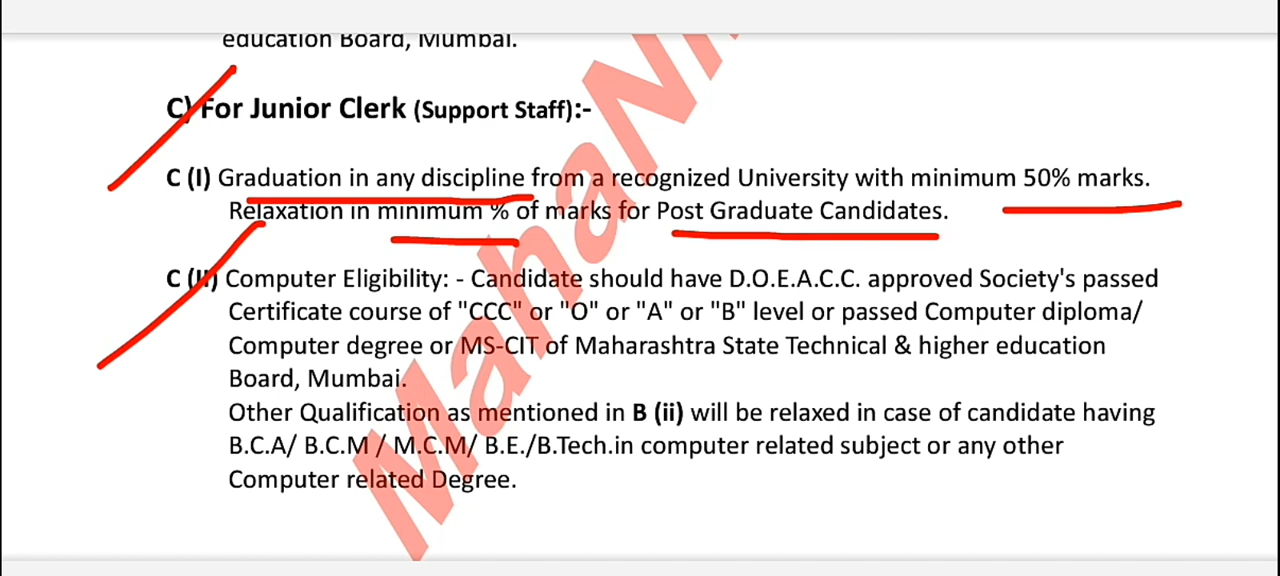 education Board, Mumbai.
C) For Junior Clerk (Support Staff):-
C (I) Graduation in any discipline from a recognized University with minimum 50% marks.
Relaxation in minimum % of marks for Post Graduate Candidates.
C (II) Computer Eligibility: - Candidate should have D.O.E.A.C.C. approved Society's passed
Certificate course of "CCC" or "O" or "A" or "B" level or passed Computer diploma/
Computer degree or MS-CIT of Maharashtra State Technical & higher education
Board, Mumbai.
Other Qualification as mentioned in B (ii) will be relaxed in case of candidate having
B.C.A/ B.C.M / M.C.M/ B.E./B.Tech.in computer related subject or any other
Computer related Degree.